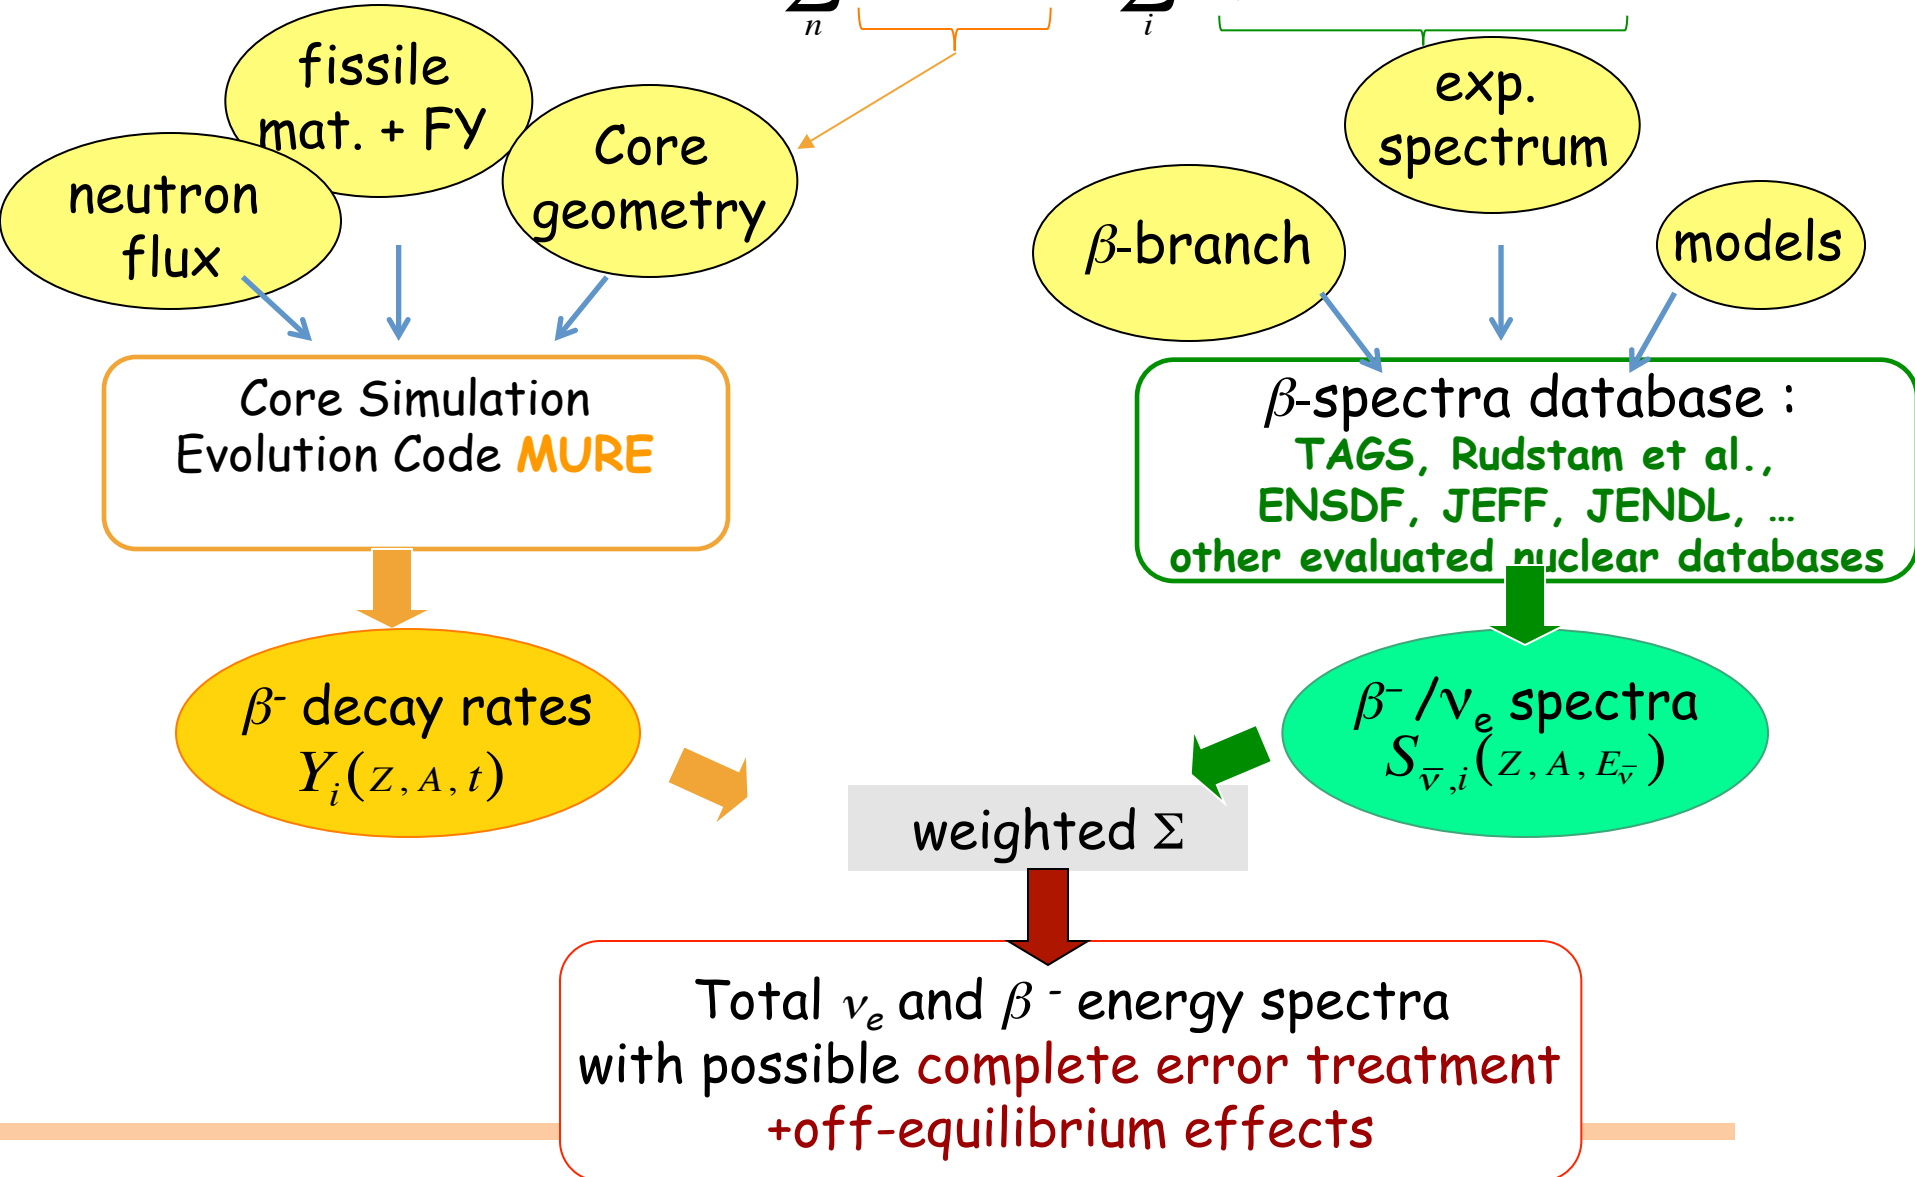 Σ n
Σ i
fissile
mat. + FY
neutron
flux
Core
geometry
exp.
spectrum
β-branch
models
Core Simulation
Evolution Code MURE
β-spectra database :
TAGS, Rudstam et al.,
ENSDF, JEFF, JENDL, …
other evaluated nuclear databases
β- decay rates
Yᵢ(Z, A, t)
β⁻ /νe spectra
S ν̅,i (Z, A, E ν̅)
weighted Σ
Total νe and β - energy spectra
with possible complete error treatment
+off-equilibrium effects